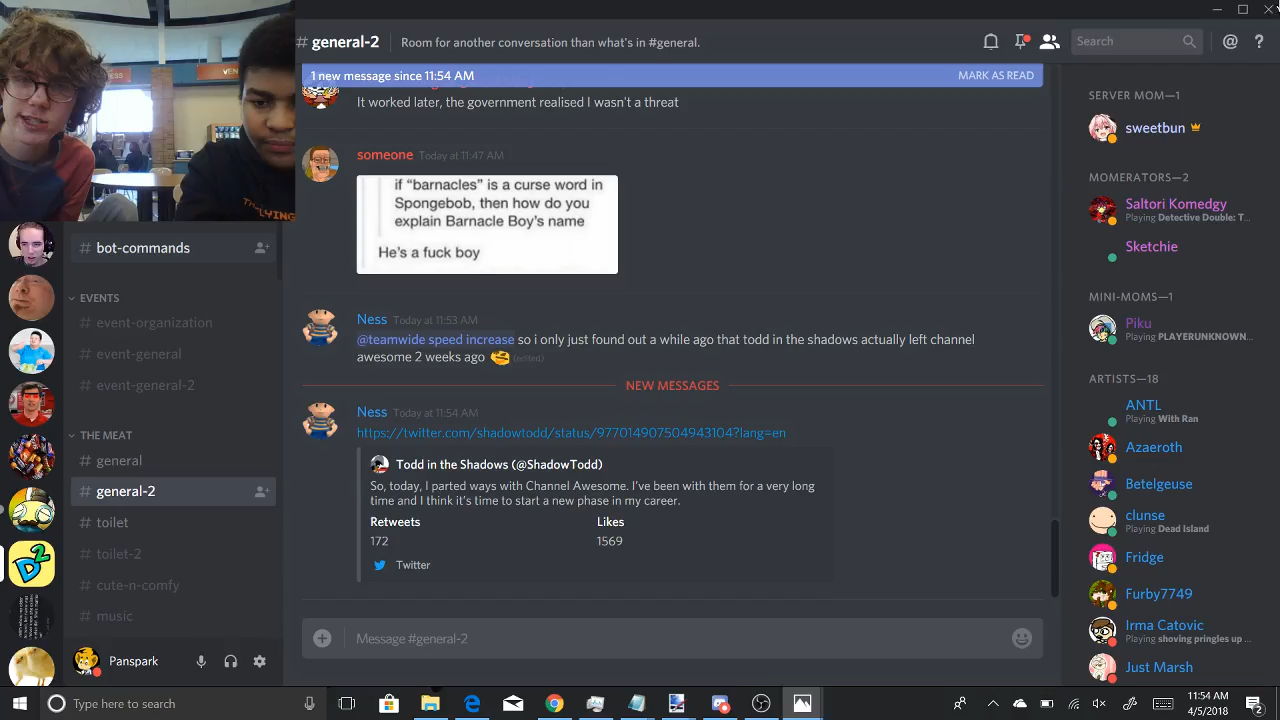 # general-2
Room for another conversation than what's in #general.
Search
1 new message since 11:54 AM
MARK AS READ
It worked later, the government realised I wasn't a threat
someone Today at 11:47 AM
if “barnacles” is a curse word in
Spongebob, then how do you
explain Barnacle Boy's name
He's a fuck boy
Ness Today at 11:53 AM
@teamwide speed increase so i only just found out a while ago that todd in the shadows actually left channel
awesome 2 weeks ago (edited)
NEW MESSAGES
Ness Today at 11:54 AM
https://twitter.com/shadowtodd/status/977014907504943104?lang=en
Todd in the Shadows (@ShadowTodd)
So, today, I parted ways with Channel Awesome. I've been with them for a very long
time and I think it's time to start a new phase in my career.
Retweets
Likes
172
1569
Twitter
Message #general-2
# bot-commands
EVENTS
# event-organization
# event-general
# event-general-2
THE MEAT
# general
# general-2
# toilet
# toilet-2
# cute-n-comfy
# music
D2
Panspark
SERVER MOM—1
sweetbun
MOMERATORS—2
Saltori Komedgy
Playing Detective Double: T...
Sketchie
MINI-MOMS—1
Piku
Playing PLAYERUNKNOWN...
ARTISTS—18
ANTL
Playing With Ran
Azaeroth
Betelgeuse
clunse
Playing Dead Island
Fridge
Furby7749
Irma Catovic
Playing shoving pringles up ...
Just Marsh
Type here to search
11:54 AM
4/5/2018
2